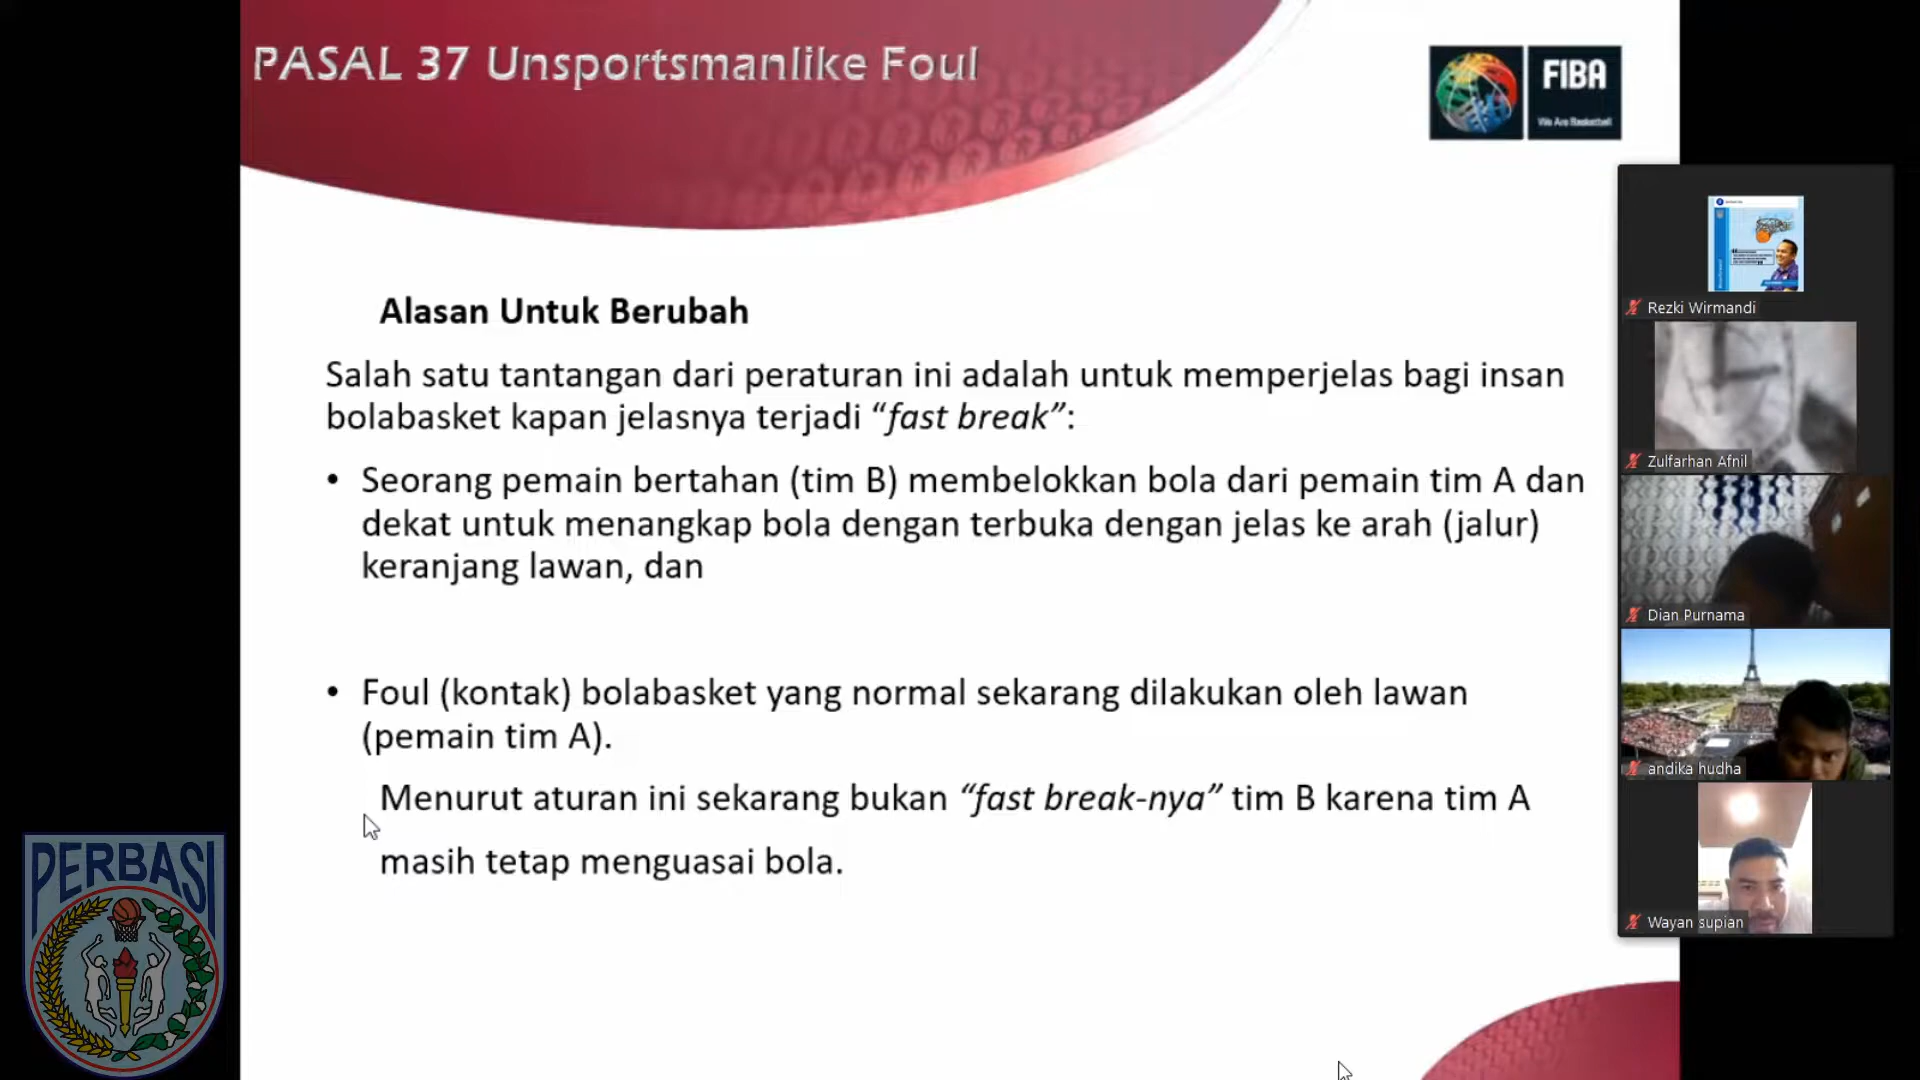 PASAL 37 Unsportsmanlike Foul
FIBA
We Are Basketball
Alasan Untuk Berubah
Salah satu tantangan dari peraturan ini adalah untuk memperjelas bagi insan
bolabasket kapan jelasnya terjadi “fast break”:
• Seorang pemain bertahan (tim B) membelokkan bola dari pemain tim A dan
dekat untuk menangkap bola dengan terbuka dengan jelas ke arah (jalur)
keranjang lawan, dan
• Foul (kontak) bolabasket yang normal sekarang dilakukan oleh lawan
(pemain tim A).
Menurut aturan ini sekarang bukan “fast break-nya” tim B karena tim A
masih tetap menguasai bola.
Rezki Wirmandi
Zulfarhan Afnil
Dian Purnama
andika hudha
Wayan supian
PERBASI